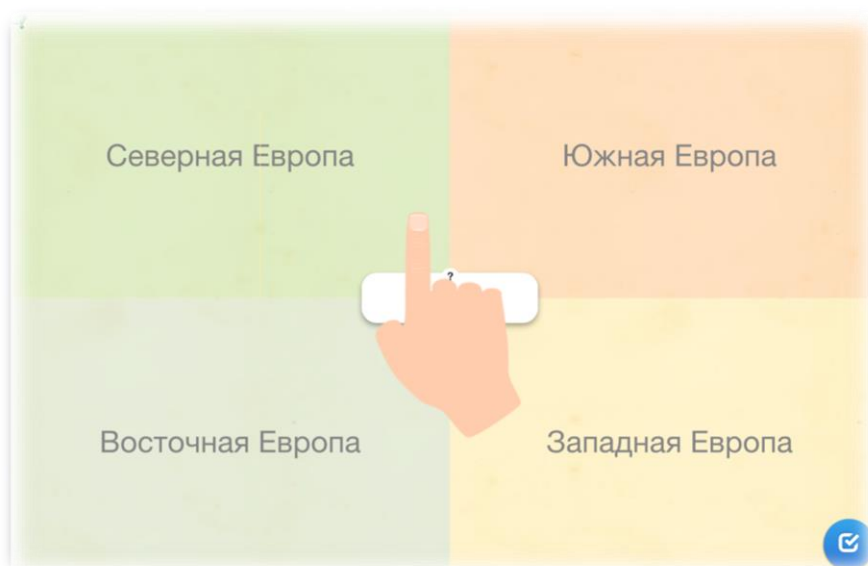 Северная Европа
Южная Европа
?
Восточная Европа
Западная Европа